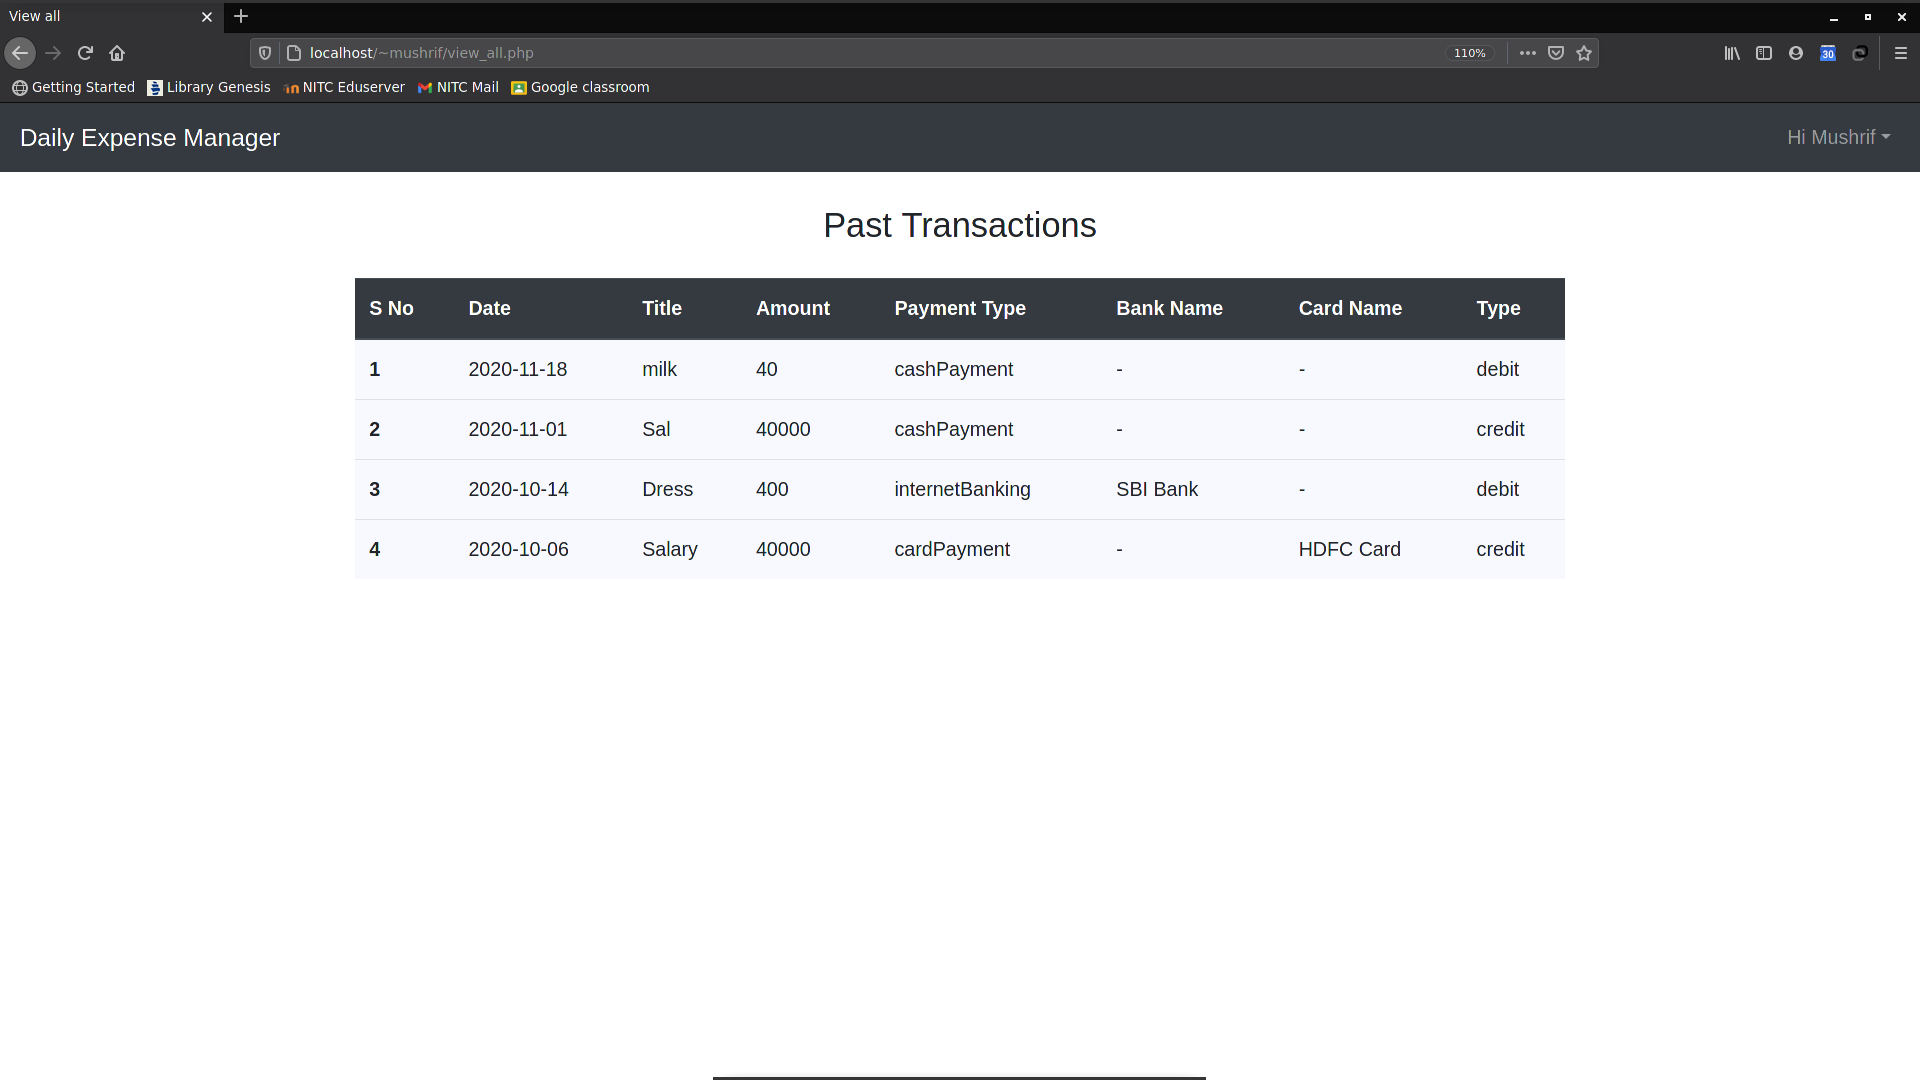 View all
localhost/~mushrif/view_all.php 110% 30
Getting Started Library Genesis NITC Eduserver NITC Mail Google classroom
Daily Expense Manager Hi Mushrif
Past Transactions
S No Date Title Amount Payment Type Bank Name Card Name Type
1 2020-11-18 milk 40 cashPayment - - debit
2 2020-11-01 Sal 40000 cashPayment - - credit
3 2020-10-14 Dress 400 internetBanking SBI Bank - debit
4 2020-10-06 Salary 40000 cardPayment - HDFC Card credit